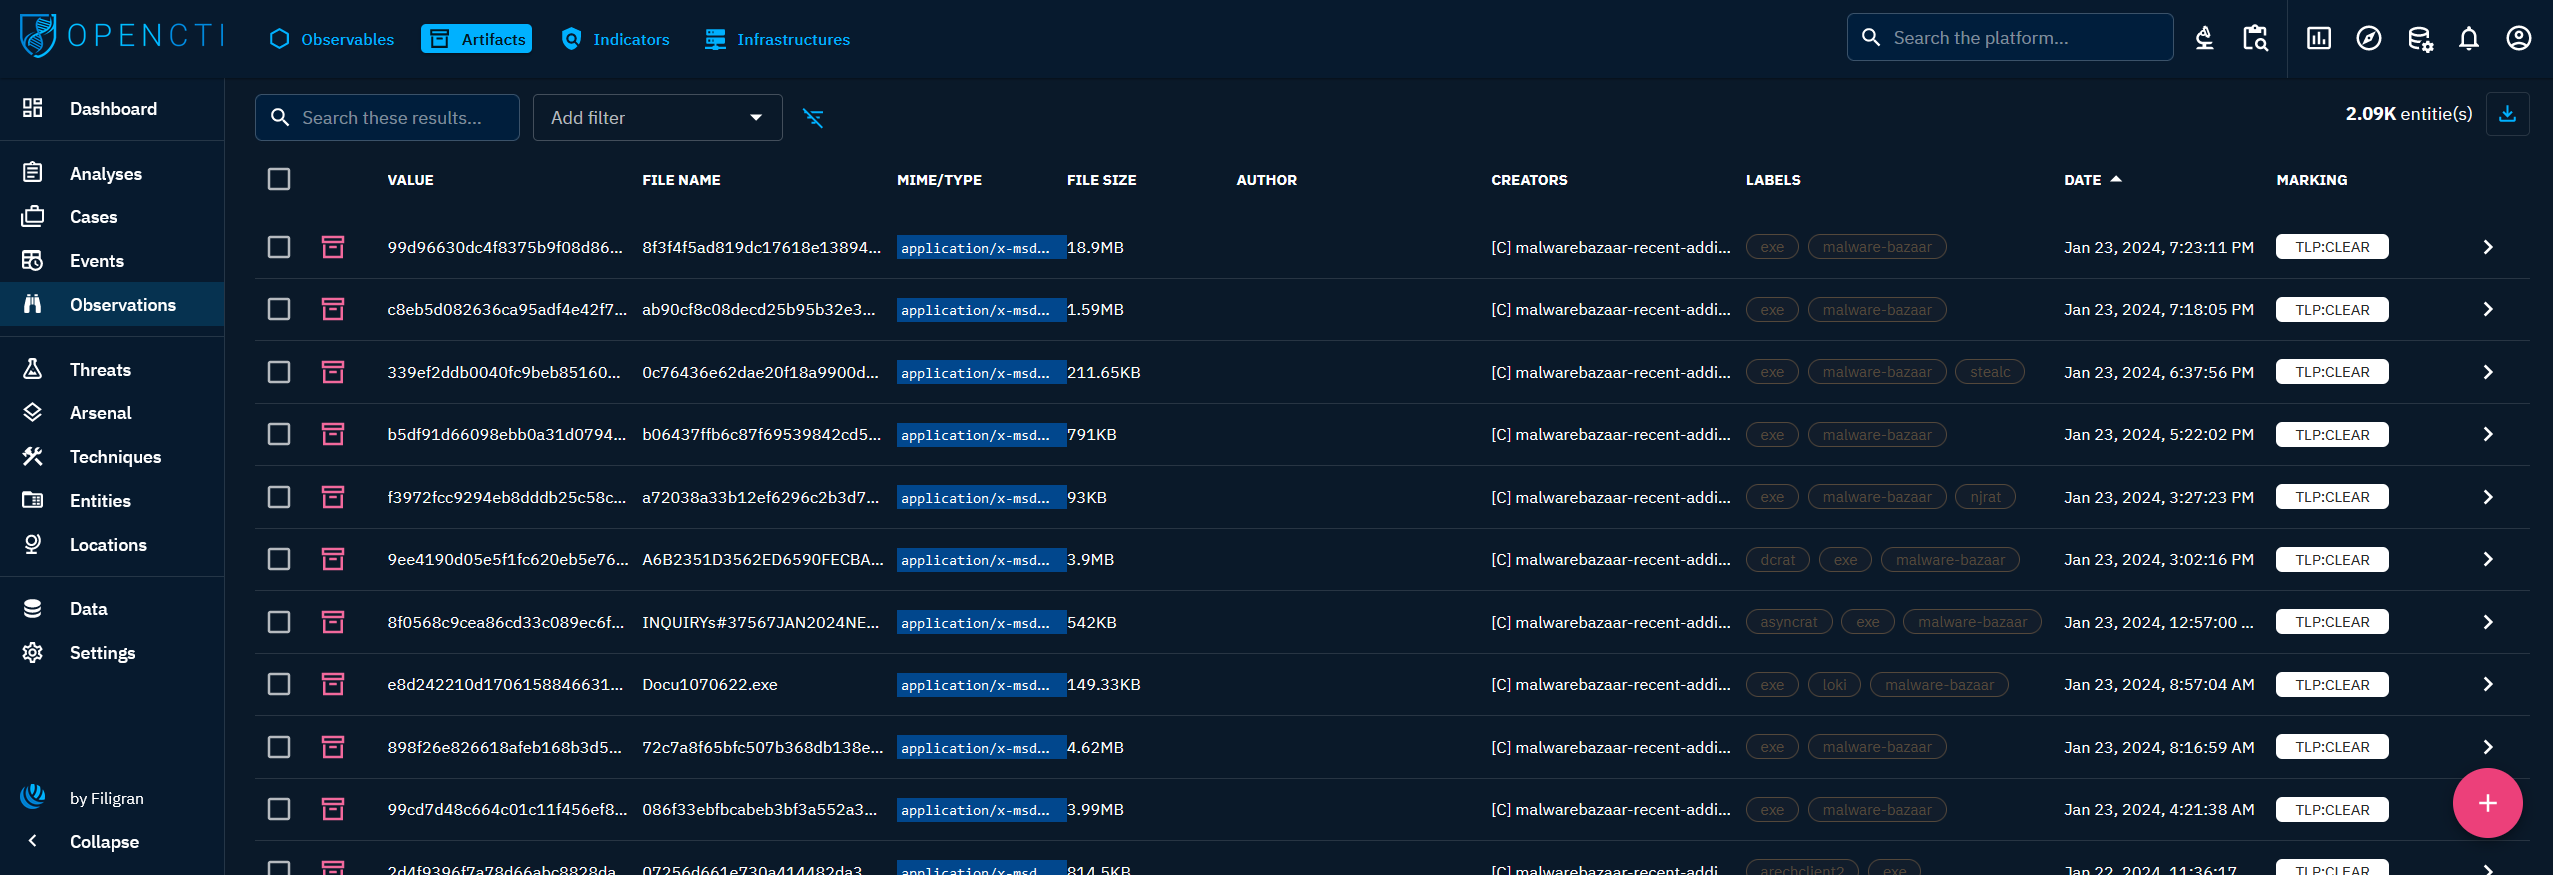 OPENCTI
Observables Artifacts Indicators Infrastructures
Search the platform...
Dashboard
Analyses
Cases
Events
Observations
Threats
Arsenal
Techniques
Entities
Locations
Data
Settings
by Filigran
Collapse
Search these results... Add filter 2.09K entitie(s)
VALUE FILE NAME MIME/TYPE FILE SIZE AUTHOR CREATORS LABELS DATE MARKING
99d96630dc4f8375b9f08d86... 8f3f4f5ad819dc17618e13894... application/x-msd... 18.9MB [C] malwarebazaar-recent-addi... exe malware-bazaar Jan 23, 2024, 7:23:11 PM TLP:CLEAR
c8eb5d082636ca95adf4e42f7... ab90cf8c08decd25b95b32e3... application/x-msd... 1.59MB [C] malwarebazaar-recent-addi... exe malware-bazaar Jan 23, 2024, 7:18:05 PM TLP:CLEAR
339ef2ddb0040fc9beb85160... 0c76436e62dae20f18a9900d... application/x-msd... 211.65KB [C] malwarebazaar-recent-addi... exe malware-bazaar stealc Jan 23, 2024, 6:37:56 PM TLP:CLEAR
b5df91d66098ebb0a31d0794... b06437ffb6c87f69539842cd5... application/x-msd... 791KB [C] malwarebazaar-recent-addi... exe malware-bazaar Jan 23, 2024, 5:22:02 PM TLP:CLEAR
f3972fcc9294eb8dddb25c58c... a72038a33b12ef6296c2b3d7... application/x-msd... 93KB [C] malwarebazaar-recent-addi... exe malware-bazaar njrat Jan 23, 2024, 3:27:23 PM TLP:CLEAR
9ee4190d05e5f1fc620eb5e76... A6B2351D3562ED6590FECBA... application/x-msd... 3.9MB [C] malwarebazaar-recent-addi... dcrat exe malware-bazaar Jan 23, 2024, 3:02:16 PM TLP:CLEAR
8f0568c9cea86cd33c089ec6f... INQUIRYs#37567JAN2024NE... application/x-msd... 542KB [C] malwarebazaar-recent-addi... asyncrat exe malware-bazaar Jan 23, 2024, 12:57:00 ... TLP:CLEAR
e8d242210d1706158846631... Docu1070622.exe application/x-msd... 149.33KB [C] malwarebazaar-recent-addi... exe loki malware-bazaar Jan 23, 2024, 8:57:04 AM TLP:CLEAR
898f26e826618afeb168b3d5... 72c7a8f65bfc507b368db138e... application/x-msd... 4.62MB [C] malwarebazaar-recent-addi... exe malware-bazaar Jan 23, 2024, 8:16:59 AM TLP:CLEAR
99cd7d48c664c01c11f456ef8... 086f33ebfbcabeb3bf3a552a3... application/x-msd... 3.99MB [C] malwarebazaar-recent-addi... exe malware-bazaar Jan 23, 2024, 4:21:38 AM TLP:CLEAR
2d4f9396f7a78d66abc8828da... 07256d661e730a414482da3... application/x-msd... 814.5KB [C] malwarebazaar-recent-addi... arechclient2 exe Jan 22, 2024, 11:36:17 ... TLP:CLEAR